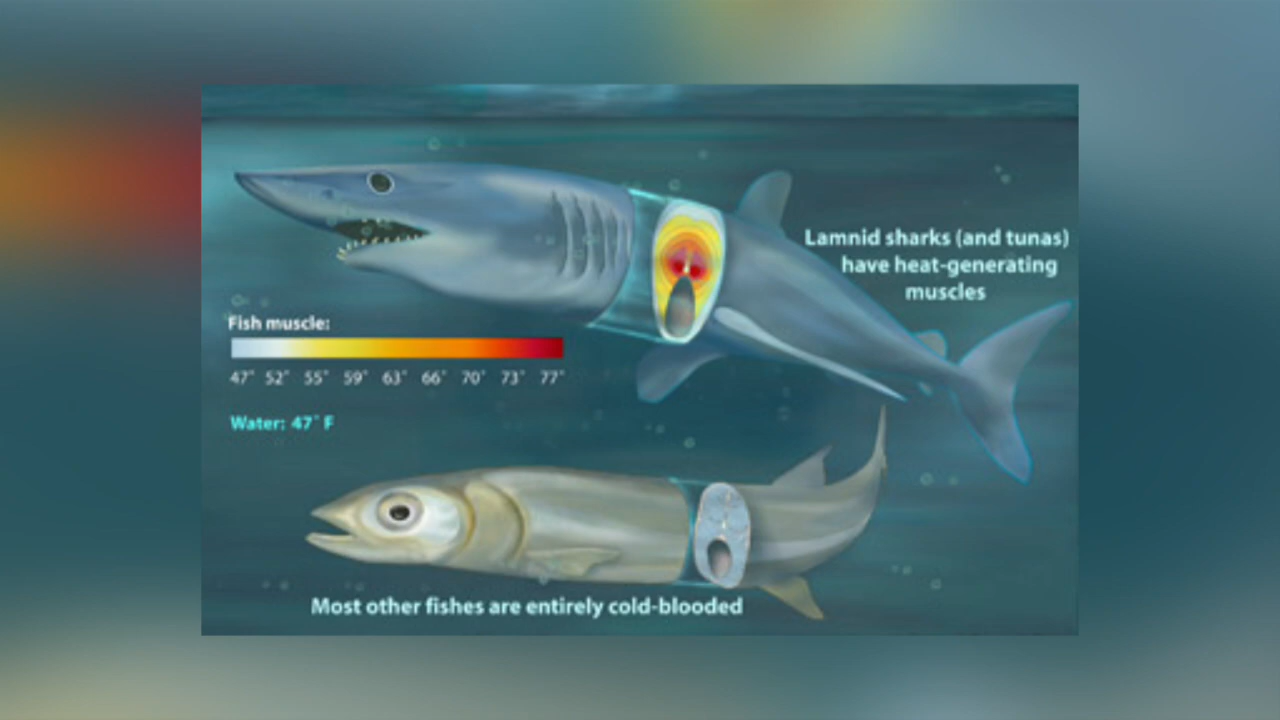 Lamnid sharks (and tunas)
have heat-generating
muscles
Fish muscle:
47° 52° 55° 59° 63° 66° 70° 73° 77°
Water: 47° F
Most other fishes are entirely cold-blooded